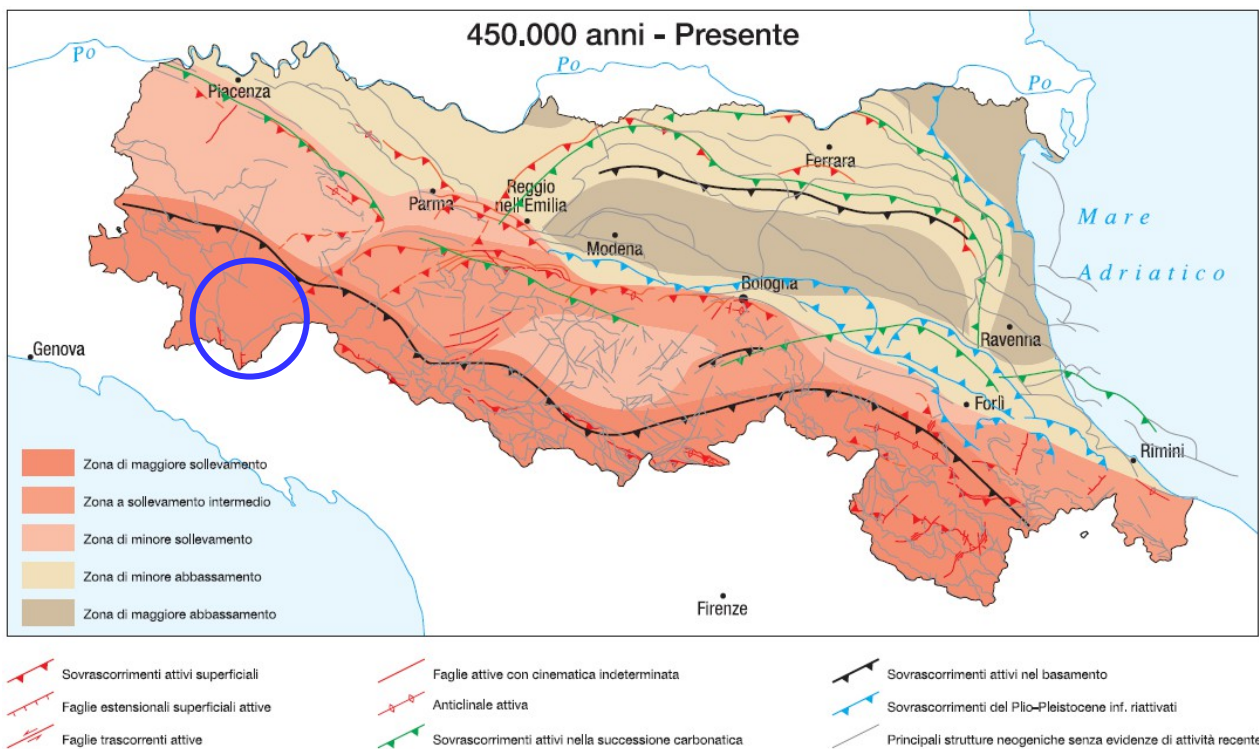 450.000 anni - Presente
Po
Po
Po
Piacenza
Parma
Reggio
nell'Emilia
Modena
Ferrara
Bologna
Ravenna
Forlì
Rimini
Genova
Firenze
Mare
Adriatico
Zona di maggiore sollevamento
Zona a sollevamento intermedio
Zona di minore sollevamento
Zona di minore abbassamento
Zona di maggiore abbassamento
Sovrascorrimenti attivi superficiali
Faglie estensionali superficiali attive
Faglie trascorrenti attive
Faglie attive con cinematica indeterminata
Anticlinale attiva
Sovrascorrimenti attivi nella successione carbonatica
Sovrascorrimenti attivi nel basamento
Sovrascorrimenti del Plio-Pleistocene inf. riattivati
Principali strutture neogeniche senza evidenze di attività recente